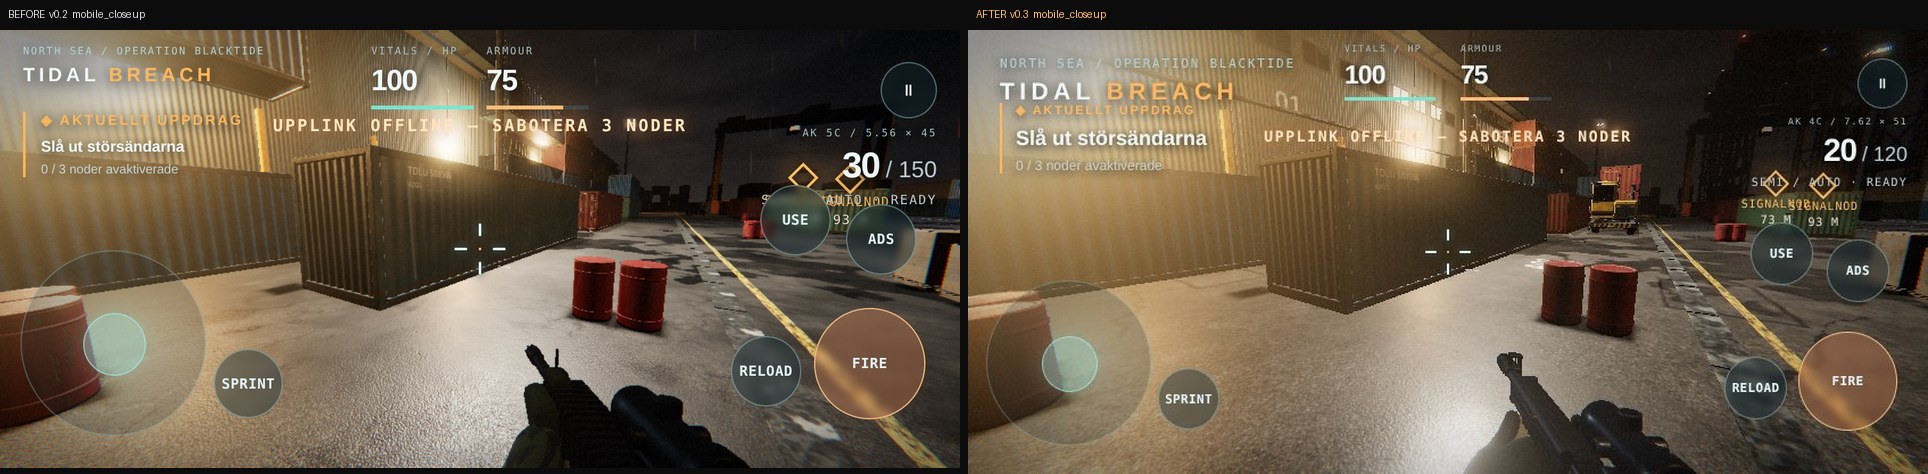 BEFORE v0.2 mobile_closeup
NORTH SEA / OPERATION BLACKTIDE
TIDAL BREACH
VITALS / HP
ARMOUR
100
75
◆ AKTUELLT UPPDRAG
Slå ut störsändarna
0 / 3 noder avaktiverade
UPPLINK OFFLINE — SABOTERA 3 NODER
AK 5C / 5.56 × 45
30 / 150
AUTO · READY
93
USE
ADS
SPRINT
RELOAD
FIRE
AFTER v0.3 mobile_closeup
NORTH SEA / OPERATION BLACKTIDE
TIDAL BREACH
VITALS / HP
ARMOUR
100
75
◆ AKTUELLT UPPDRAG
Slå ut störsändarna
0 / 3 noder avaktiverade
UPPLINK OFFLINE — SABOTERA 3 NODER
01
AK 4C / 7.62 × 51
20 / 120
SEMI / AUTO · READY
SIGNALNOD
SIGNALNOD
73 M
93 M
USE
ADS
SPRINT
RELOAD
FIRE